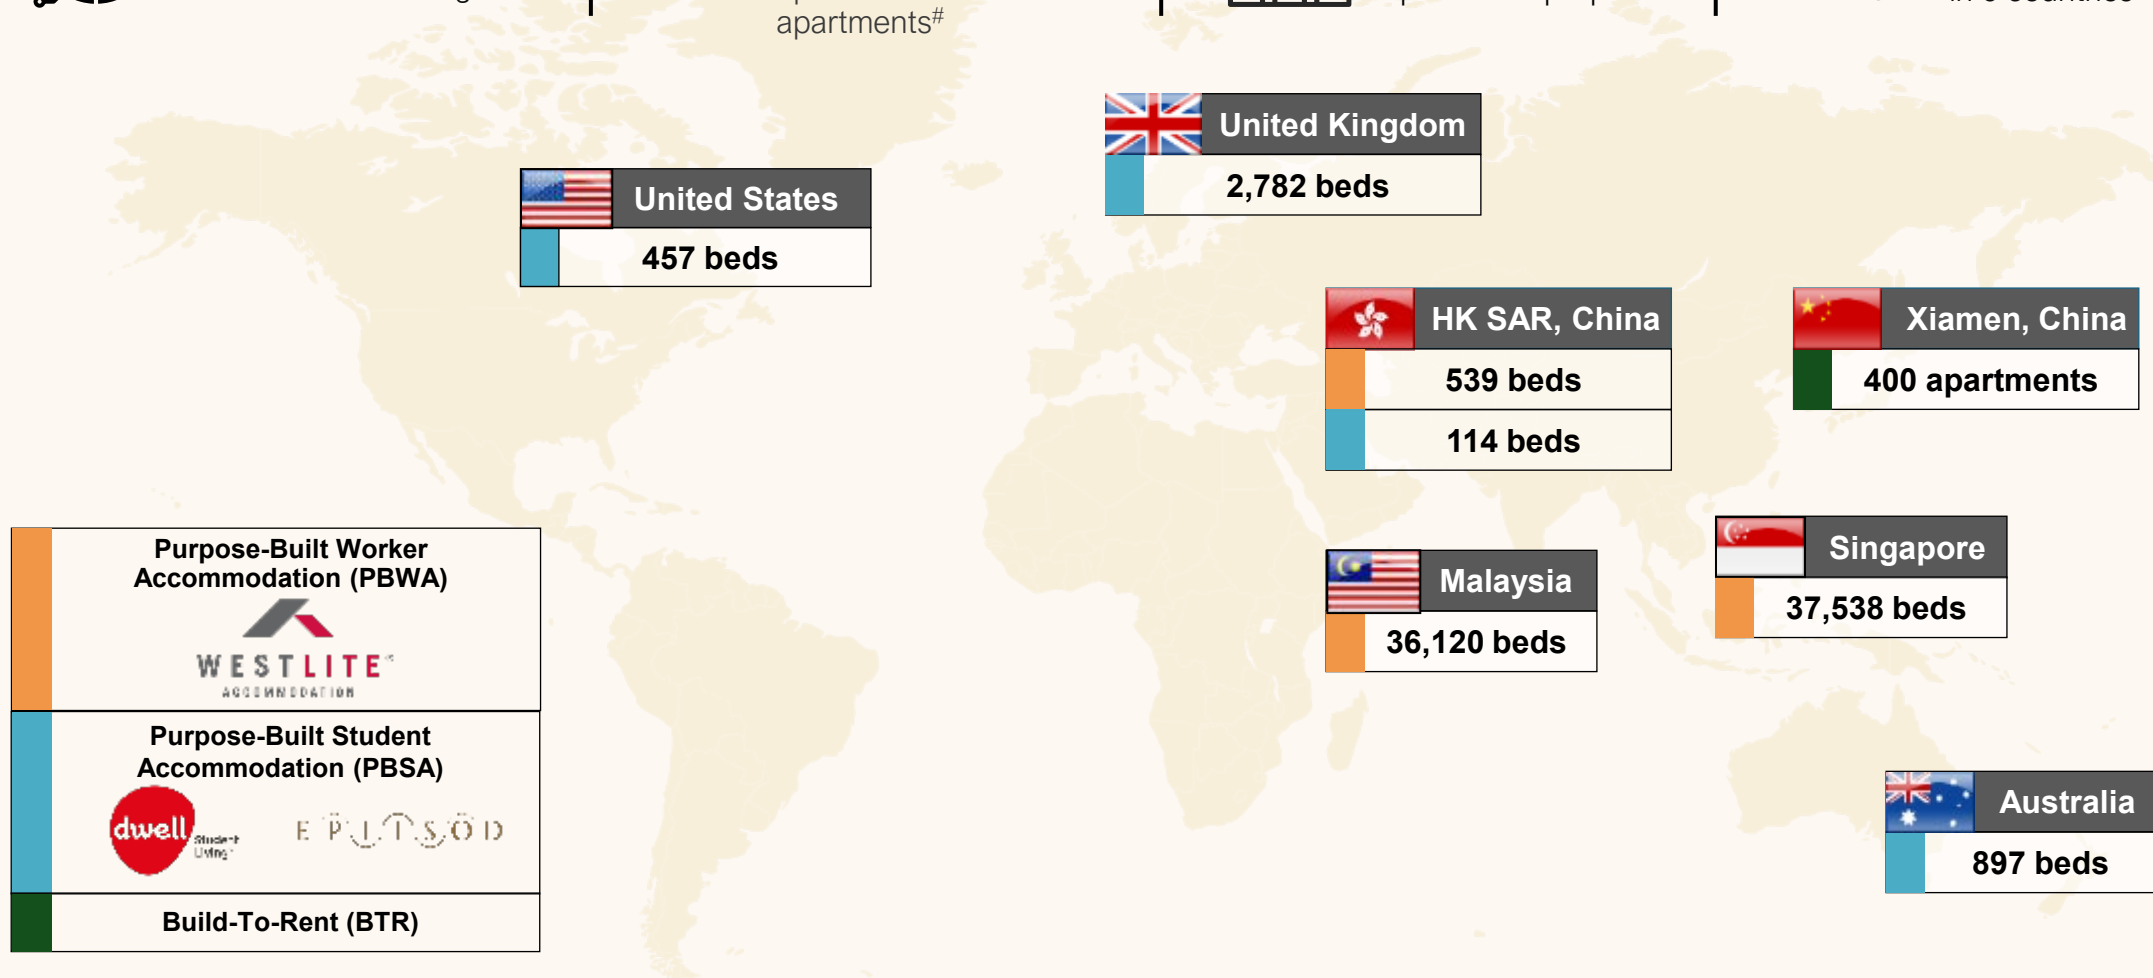 apartments#
United Kingdom
2,782 beds
United States
457 beds
HK SAR, China
539 beds
114 beds
Xiamen, China
400 apartments
Singapore
37,538 beds
Malaysia
36,120 beds
Australia
897 beds
Purpose-Built Worker
Accommodation (PBWA)
WESTLITE
ACCOMMODATION
Purpose-Built Student
Accommodation (PBSA)
dwell
Student
Living
EPIISOD
Build-To-Rent (BTR)